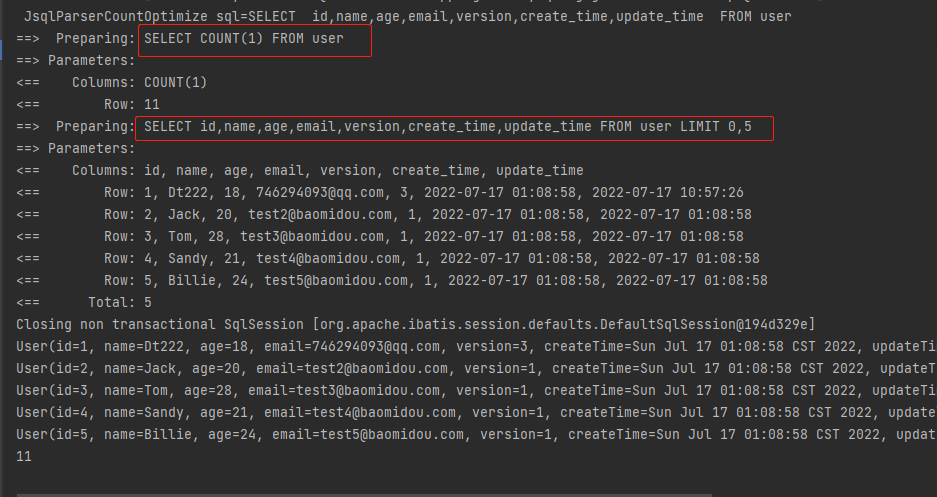 JsqlParserCountOptimize sql=SELECT  id,name,age,email,version,create_time,update_time  FROM user
==>  Preparing: SELECT COUNT(1) FROM user
==> Parameters:
<==    Columns: COUNT(1)
<==        Row: 11
==>  Preparing: SELECT id,name,age,email,version,create_time,update_time FROM user LIMIT 0,5
==> Parameters:
<==    Columns: id, name, age, email, version, create_time, update_time
<==        Row: 1, Dt222, 18, 746294093@qq.com, 3, 2022-07-17 01:08:58, 2022-07-17 10:57:26
<==        Row: 2, Jack, 20, test2@baomidou.com, 1, 2022-07-17 01:08:58, 2022-07-17 01:08:58
<==        Row: 3, Tom, 28, test3@baomidou.com, 1, 2022-07-17 01:08:58, 2022-07-17 01:08:58
<==        Row: 4, Sandy, 21, test4@baomidou.com, 1, 2022-07-17 01:08:58, 2022-07-17 01:08:58
<==        Row: 5, Billie, 24, test5@baomidou.com, 1, 2022-07-17 01:08:58, 2022-07-17 01:08:58
<==      Total: 5
Closing non transactional SqlSession [org.apache.ibatis.session.defaults.DefaultSqlSession@194d329e]
User(id=1, name=Dt222, age=18, email=746294093@qq.com, version=3, createTime=Sun Jul 17 01:08:58 CST 2022, updateTi
User(id=2, name=Jack, age=20, email=test2@baomidou.com, version=1, createTime=Sun Jul 17 01:08:58 CST 2022, updateT
User(id=3, name=Tom, age=28, email=test3@baomidou.com, version=1, createTime=Sun Jul 17 01:08:58 CST 2022, updateTi
User(id=4, name=Sandy, age=21, email=test4@baomidou.com, version=1, createTime=Sun Jul 17 01:08:58 CST 2022, update
User(id=5, name=Billie, age=24, email=test5@baomidou.com, version=1, createTime=Sun Jul 17 01:08:58 CST 2022, updat
11